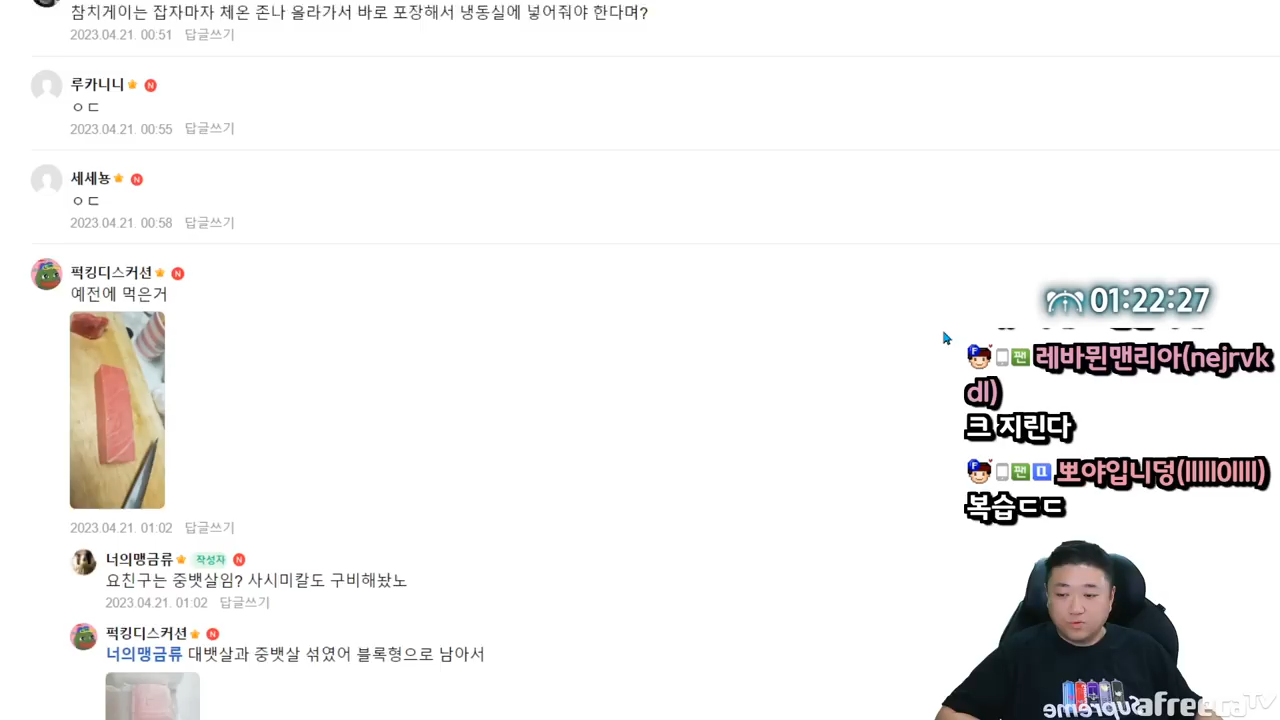 참치게이는 잡자마자 체온 존나 올라가서 바로 포장해서 냉동실에 넣어줘야 한다며?
2023.04.21. 00:51 답글쓰기
루카니니 N
ㅇㄷ
2023.04.21. 00:55 답글쓰기
세세뇽 N
ㅇㄷ
2023.04.21. 00:58 답글쓰기
퍽킹디스커션 N
예전에 먹은거
2023.04.21. 01:02 답글쓰기
너의맹금류 작성자 N
요친구는 중뱃살임? 사시미칼도 구비해놨노
2023.04.21. 01:02 답글쓰기
퍽킹디스커션 N
너의맹금류 대뱃살과 중뱃살 섞였어 블록형으로 남아서
01:22:27
F 팬 레바뮌맨리아(nejrvk
dl)
크 지린다
F 팬 n 뽀야입니덩(lllll0llll)
복습ㄷㄷ
Supreme
afreecaTV